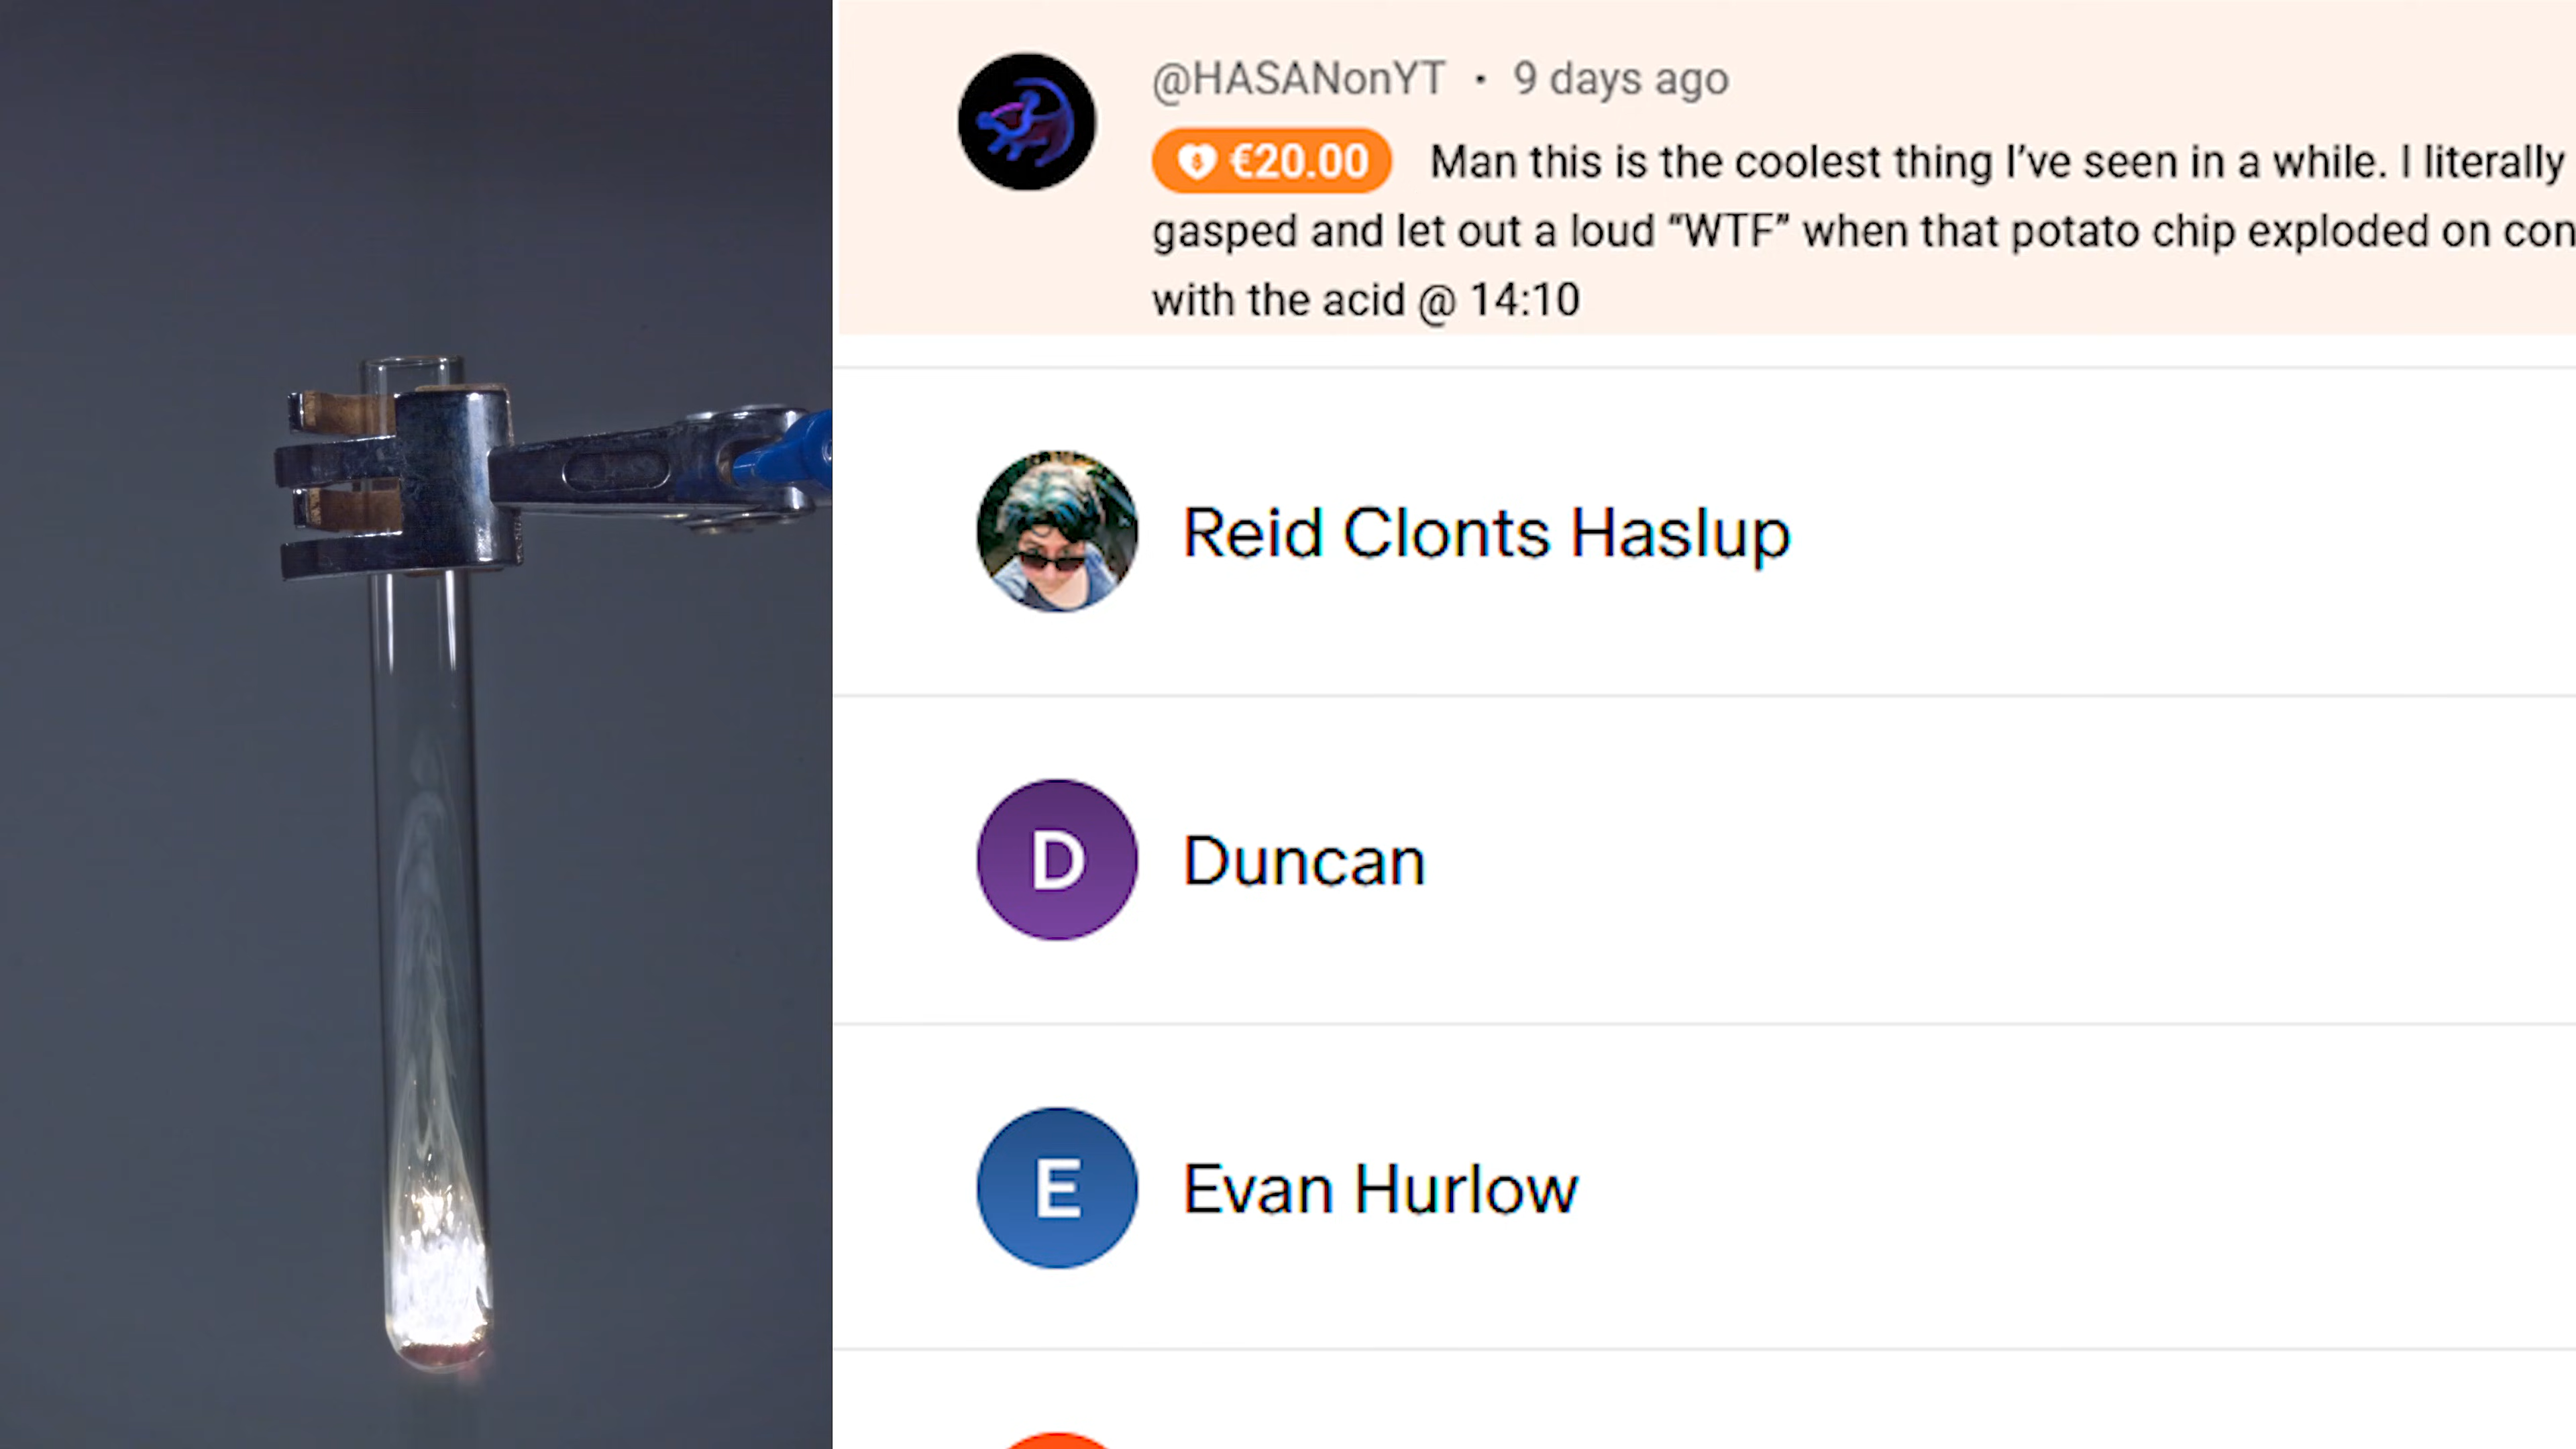 @HASANonYT • 9 days ago
€20.00 Man this is the coolest thing I’ve seen in a while. I literally
gasped and let out a loud “WTF” when that potato chip exploded on con
with the acid @ 14:10
Reid Clonts Haslup
D Duncan
E Evan Hurlow